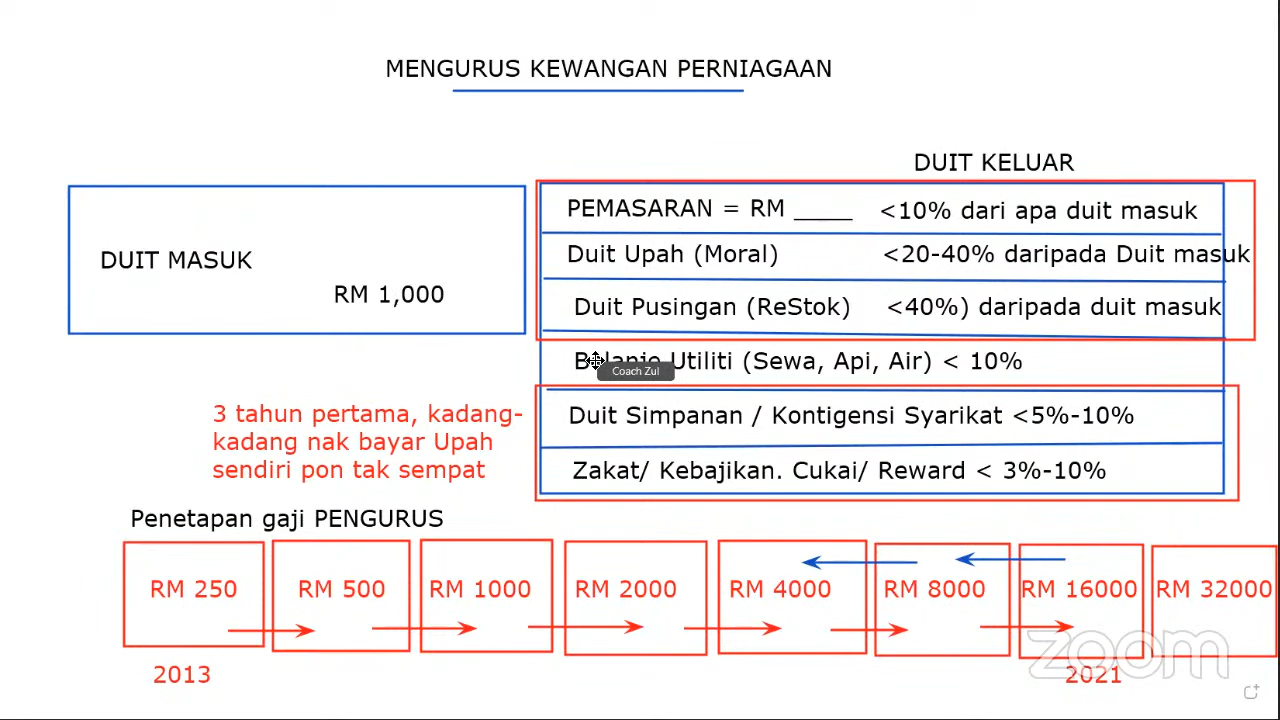 MENGURUS KEWANGAN PERNIAGAAN
DUIT KELUAR
DUIT MASUK
RM 1,000
PEMASARAN = RM ____ <10% dari apa duit masuk
Duit Upah (Moral) <20-40% daripada Duit masuk
Duit Pusingan (ReStok) <40%) daripada duit masuk
Utiliti (Sewa, Api, Air) < 10%
Coach Zul
Duit Simpanan / Kontigensi Syarikat <5%-10%
Zakat/ Kebajikan. Cukai/ Reward < 3%-10%
3 tahun pertama, kadang-
kadang nak bayar Upah
sendiri pon tak sempat
Penetapan gaji PENGURUS
RM 250 RM 500 RM 1000 RM 2000 RM 4000 RM 8000 RM 16000 RM 32000
zoom
2013 2021